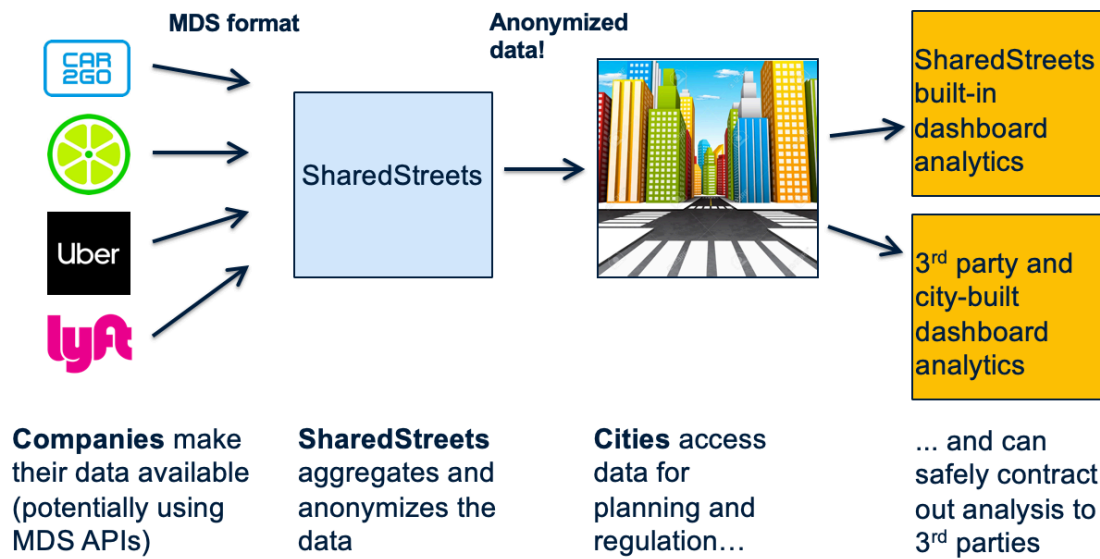 MDS format
Anonymized
data!
CAR
2GO
Uber
lyft
SharedStreets
SharedStreets
built-in
dashboard
analytics
3rd party and
city-built
dashboard
analytics
Companies make
their data available
(potentially using
MDS APIs)
SharedStreets
aggregates and
anonymizes the
data
Cities access
data for
planning and
regulation…
... and can
safely contract
out analysis to
3rd parties